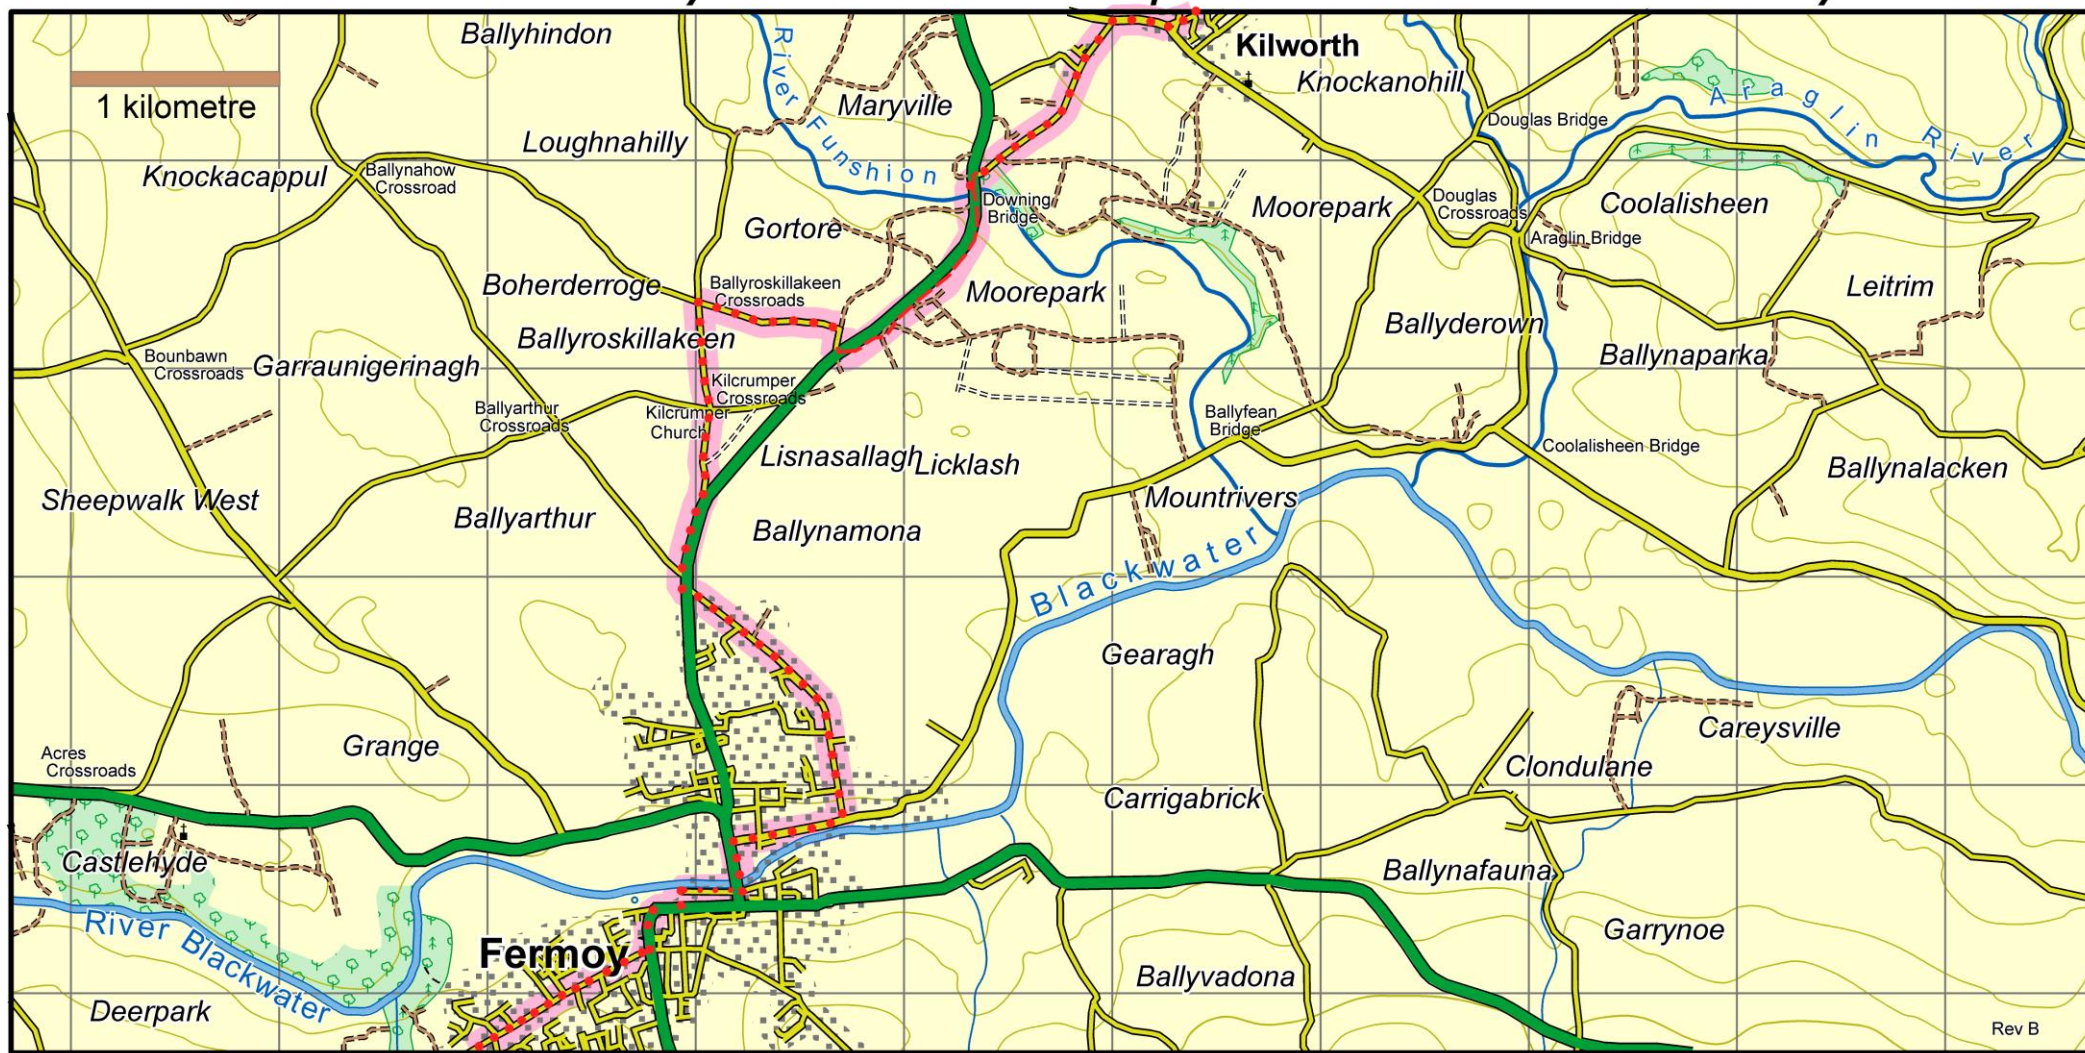 Ballyhindon
Kilworth
Knockanohill
1 kilometre
Maryville
River Funshion
Araglin River
Douglas Bridge
Loughnahilly
Knockacappul
Ballynahow
Crossroad
Downing
Bridge
Moorepark
Douglas
Crossroads
Coolalisheen
Gortore
Araglin Bridge
Boherderroge
Ballyroskillakeen
Crossroads
Moorepark
Leitrim
Ballyroskillakeen
Ballyderown
Bounbawn
Crossroads
Garraunigerinagh
Ballynaparka
Kilcrumper
Crossroads
Ballyarthur
Crossroads
Kilcrumper
Church
Ballyfean
Bridge
Coolalisheen Bridge
Lisnasallagh
Licklash
Ballynalacken
Sheepwalk West
Mountrivers
Ballyarthur
Ballynamona
Blackwater
Gearagh
Careysville
Grange
Acres
Crossroads
Clondulane
Carrigabrick
Castlehyde
Ballynafauna
River Blackwater
Garrynoe
Fermoy
Ballyvadona
Deerpark
Rev B